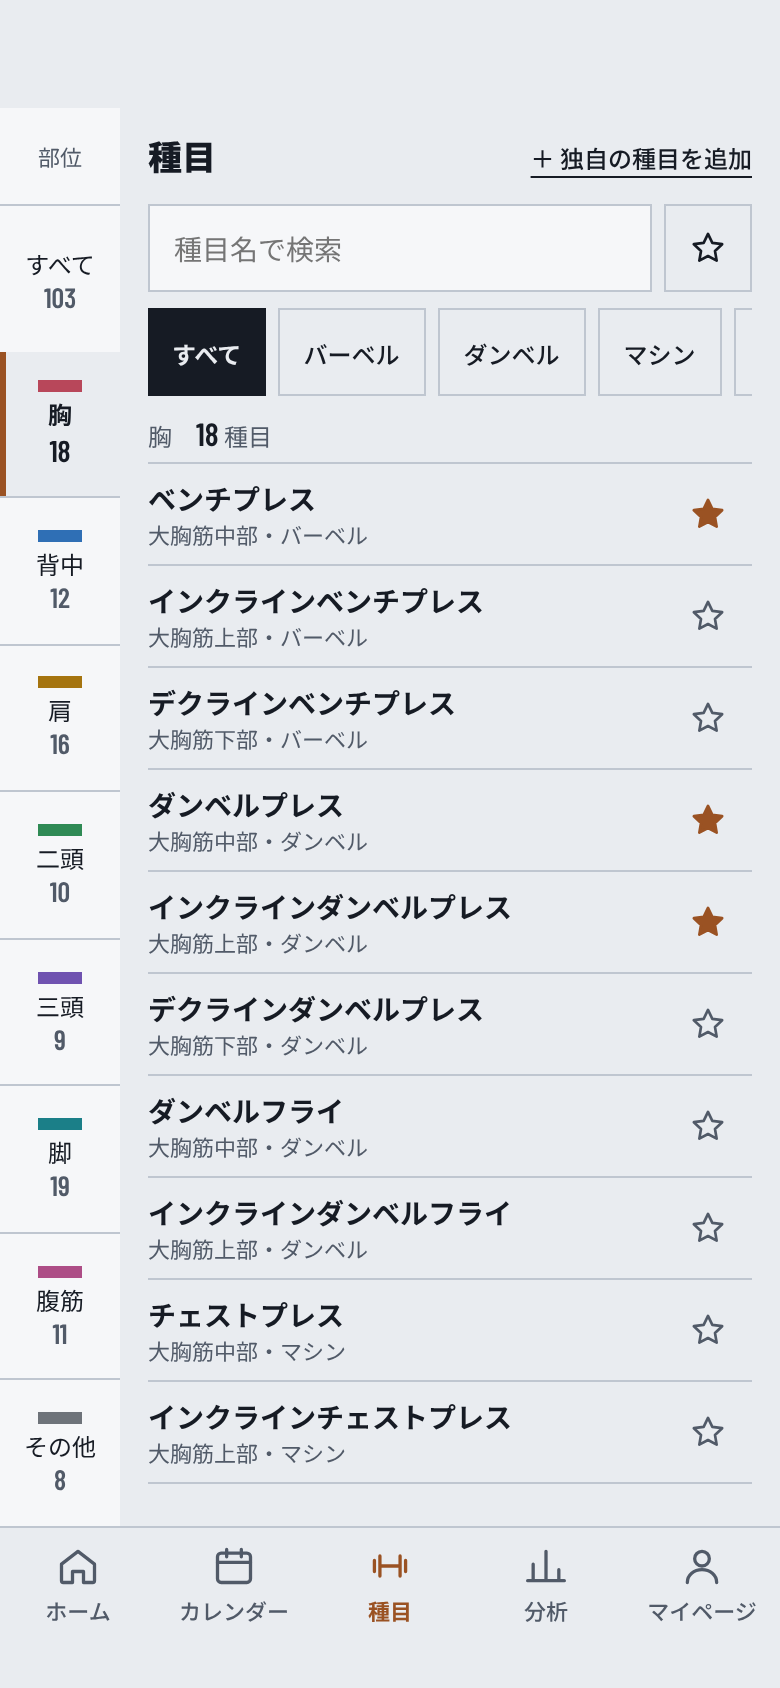 部位
すべて
103
胸
18
背中
12
肩
16
二頭
10
三頭
9
脚
19
腹筋
11
その他
8
種目
＋ 独自の種目を追加
種目名で検索
すべて
バーベル
ダンベル
マシン
胸 18 種目
ベンチプレス
大胸筋中部・バーベル
インクラインベンチプレス
大胸筋上部・バーベル
デクラインベンチプレス
大胸筋下部・バーベル
ダンベルプレス
大胸筋中部・ダンベル
インクラインダンベルプレス
大胸筋上部・ダンベル
デクラインダンベルプレス
大胸筋下部・ダンベル
ダンベルフライ
大胸筋中部・ダンベル
インクラインダンベルフライ
大胸筋上部・ダンベル
チェストプレス
大胸筋中部・マシン
インクラインチェストプレス
大胸筋上部・マシン
ホーム
カレンダー
種目
分析
マイページ